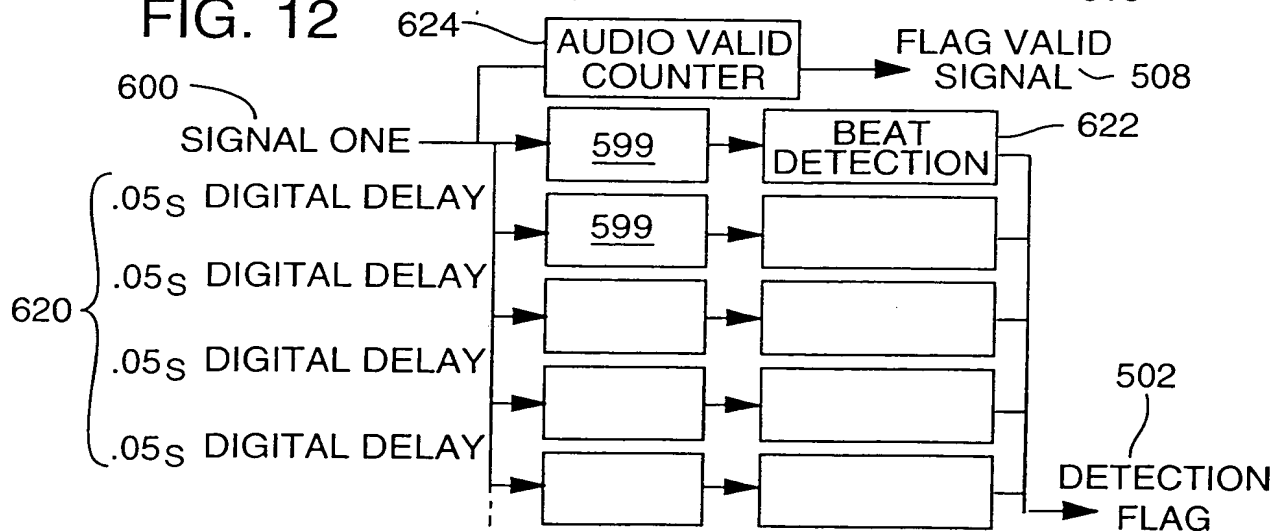 FIG. 12
624
AUDIO VALID
COUNTER
FLAG VALID
SIGNAL
508
600
SIGNAL ONE
599
BEAT
DETECTION
622
.05s DIGITAL DELAY
599
.05s DIGITAL DELAY
620
.05s DIGITAL DELAY
.05s DIGITAL DELAY
502
DETECTION
FLAG